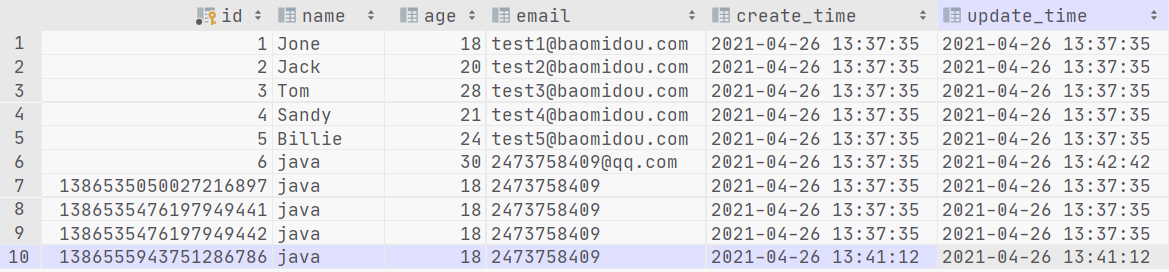 id name age email create_time update_time
1 1 Jone 18 test1@baomidou.com 2021-04-26 13:37:35 2021-04-26 13:37:35
2 2 Jack 20 test2@baomidou.com 2021-04-26 13:37:35 2021-04-26 13:37:35
3 3 Tom 28 test3@baomidou.com 2021-04-26 13:37:35 2021-04-26 13:37:35
4 4 Sandy 21 test4@baomidou.com 2021-04-26 13:37:35 2021-04-26 13:37:35
5 5 Billie 24 test5@baomidou.com 2021-04-26 13:37:35 2021-04-26 13:37:35
6 6 java 30 2473758409@qq.com 2021-04-26 13:37:35 2021-04-26 13:42:42
7 1386535050027216897 java 18 2473758409 2021-04-26 13:37:35 2021-04-26 13:37:35
8 1386535476197949441 java 18 2473758409 2021-04-26 13:37:35 2021-04-26 13:37:35
9 1386535476197949442 java 18 2473758409 2021-04-26 13:37:35 2021-04-26 13:37:35
10 1386555943751286786 java 18 2473758409 2021-04-26 13:41:12 2021-04-26 13:41:12